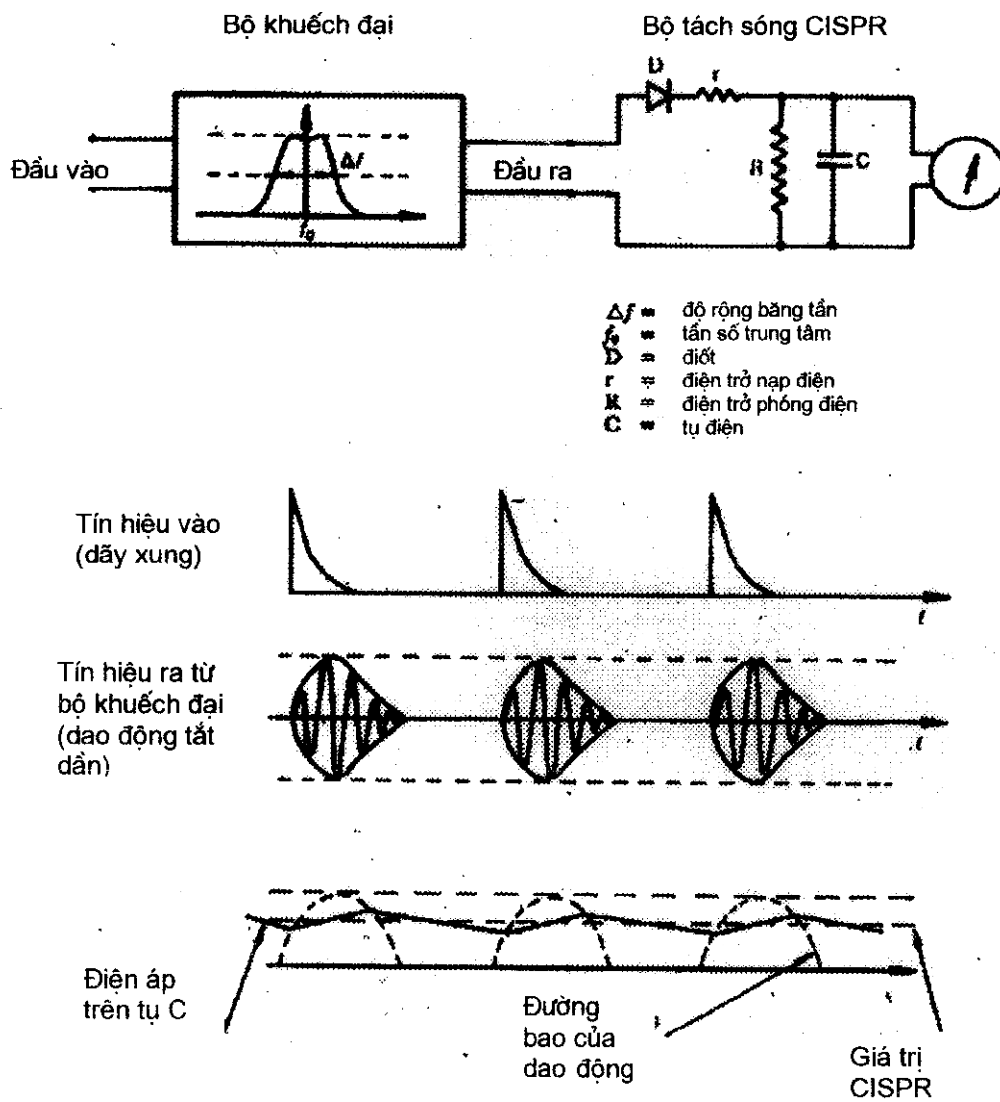 Bộ khuếch đại
Bộ tách sóng CISPR
D
r
Đầu vào
Δf
f₀
Đầu ra
R
C
Δf = độ rộng băng tần
f₀ = tần số trung tâm
D = điốt
r = điện trở nạp điện
R = điện trở phóng điện
C = tụ điện
Tín hiệu vào
(dãy xung)
t
Tín hiệu ra từ
bộ khuếch đại
(dao động tắt
dần)
t
Điện áp
trên tụ C
Đường
bao của
dao động
Giá trị
CISPR